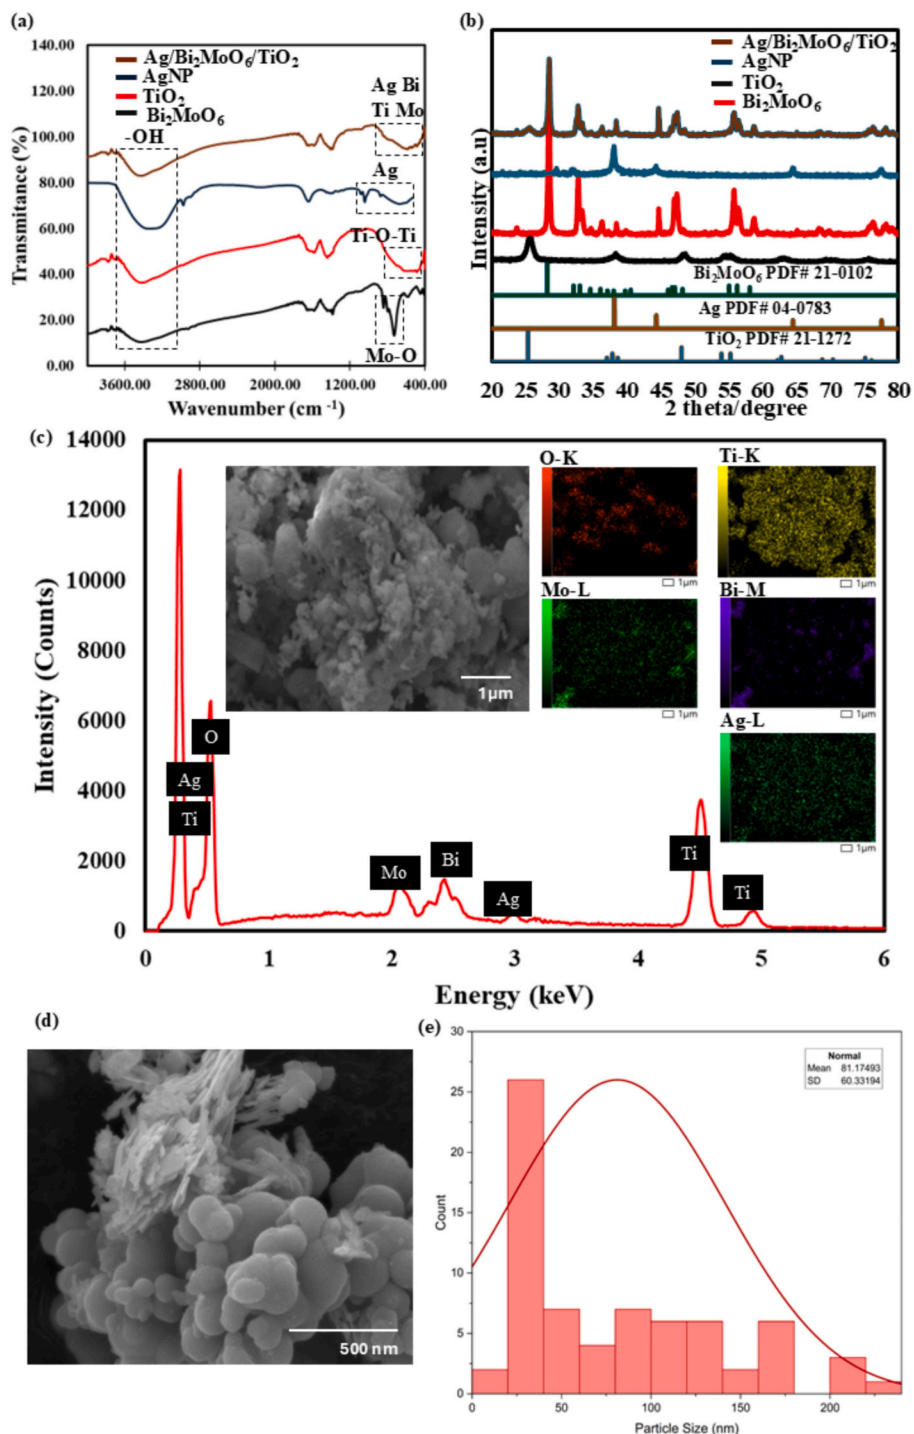 (a)
140.00
120.00
100.00
80.00
60.00
40.00
20.00
0.00
Transmitance (%)
Ag/Bi₂MoO₆/TiO₂
AgNP
TiO₂
Bi₂MoO₆
-OH
Ag Bi
Ti Mo
Ag
Ti-O-Ti
Mo-O
3600.00 2800.00 2000.00 1200.00 400.00
Wavenumber (cm ⁻¹)
(b)
Ag/Bi₂MoO₆/TiO₂
AgNP
TiO₂
Bi₂MoO₆
Intensity (a.u)
Bi₂MoO₆ PDF# 21-0102
Ag PDF# 04-0783
TiO₂ PDF# 21-1272
20 25 30 35 40 45 50 55 60 65 70 75 80
2 theta/degree
(c)
14000
12000
10000
8000
6000
4000
2000
0
Intensity (Counts)
1µm
O-K
Ti-K
1µm
1µm
Mo-L
Bi-M
1µm
1µm
Ag-L
1µm
O
Ag
Ti
Mo
Bi
Ag
Ti
Ti
0 1 2 3 4 5 6
Energy (keV)
(d)
500 nm
(e)
30
25
20
15
10
5
0
Count
Normal
Mean 81.17493
SD 60.33194
0 50 100 150 200
Particle Size (nm)